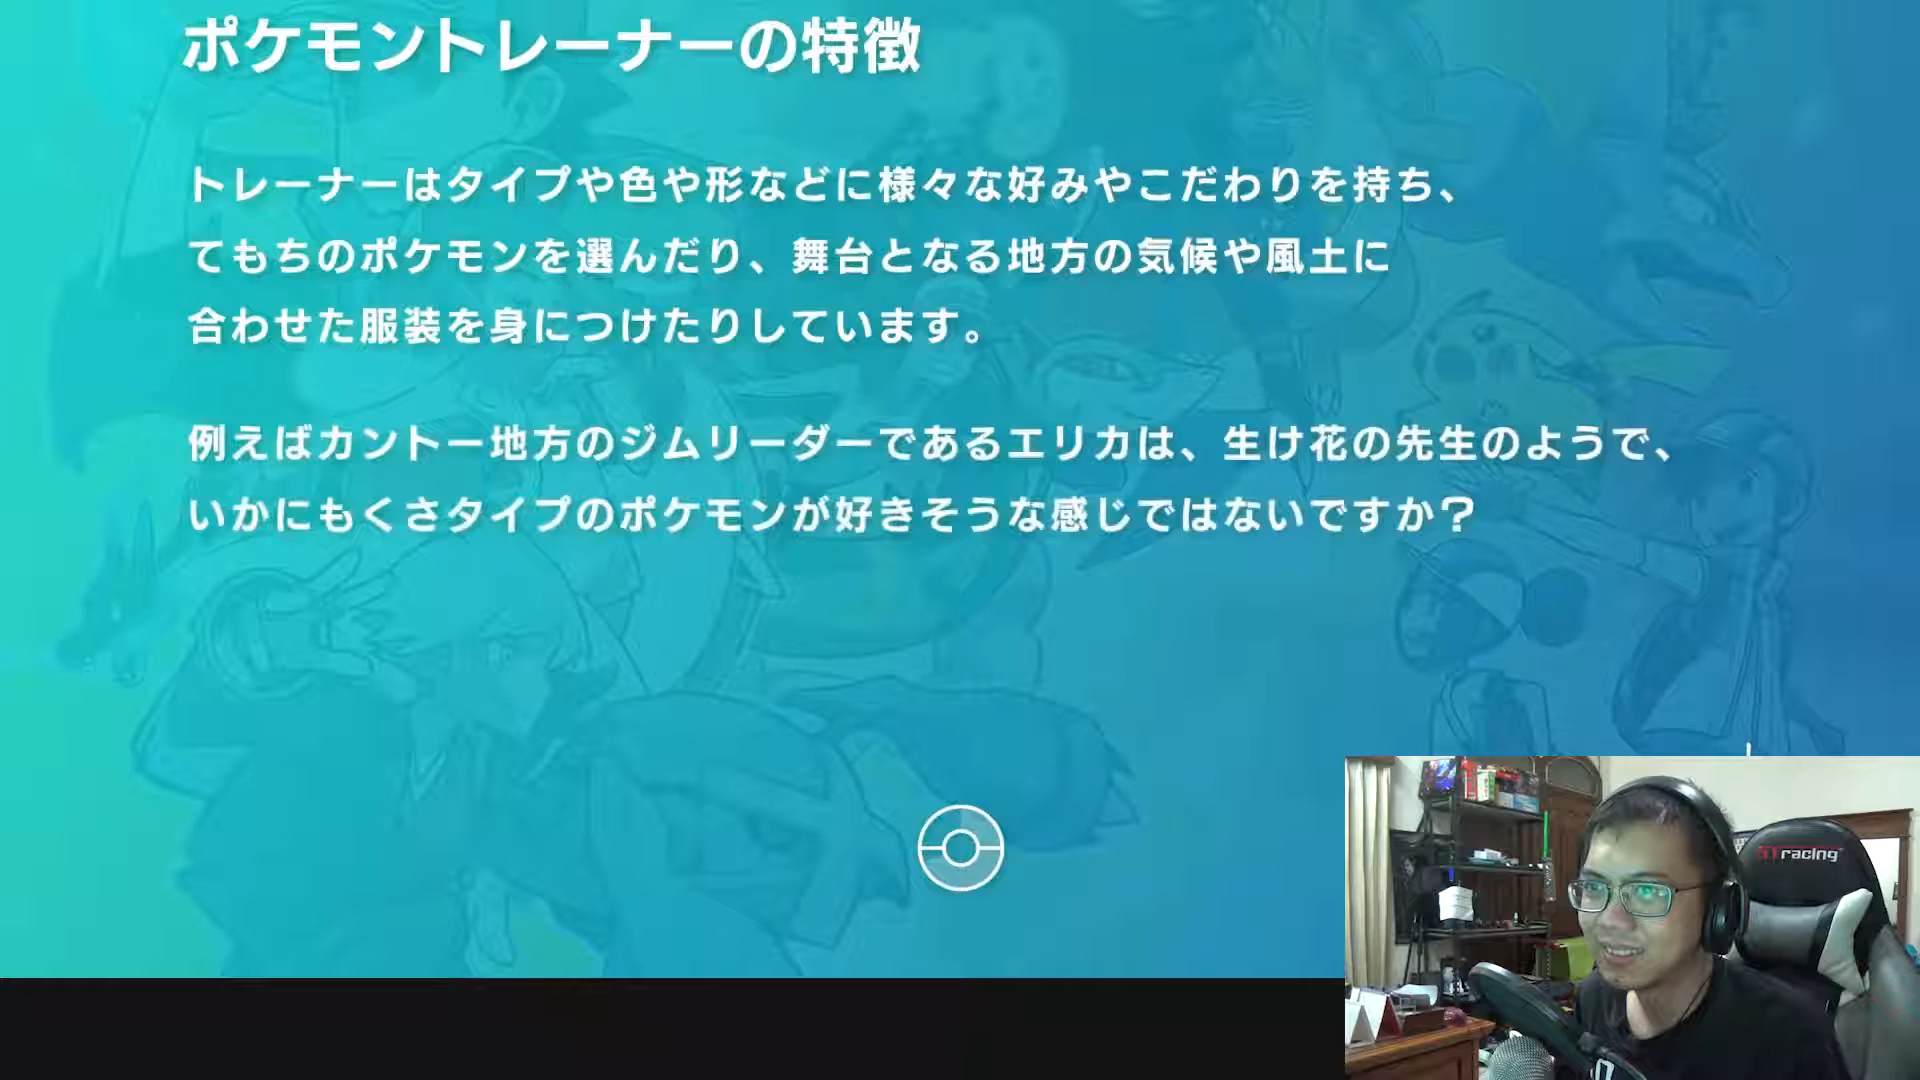 ポケモントレーナーの特徴
トレーナーはタイプや色や形などに様々な好みやこだわりを持ち、
てもちのポケモンを選んだり、舞台となる地方の気候や風土に
合わせた服装を身につけたりしています。
例えばカントー地方のジムリーダーであるエリカは、生け花の先生のようで、
いかにもくさタイプのポケモンが好きそうな感じではないですか？
racing